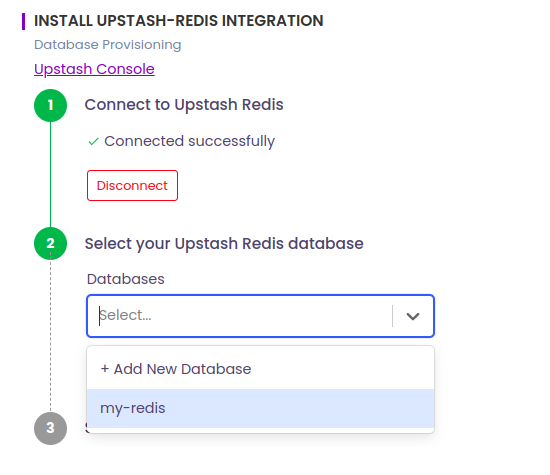 INSTALL UPSTASH-REDIS INTEGRATION
Database Provisioning
Upstash Console
1 Connect to Upstash Redis
✓ Connected successfully
Disconnect
2 Select your Upstash Redis database
Databases
Select...
+ Add New Database
my-redis
3